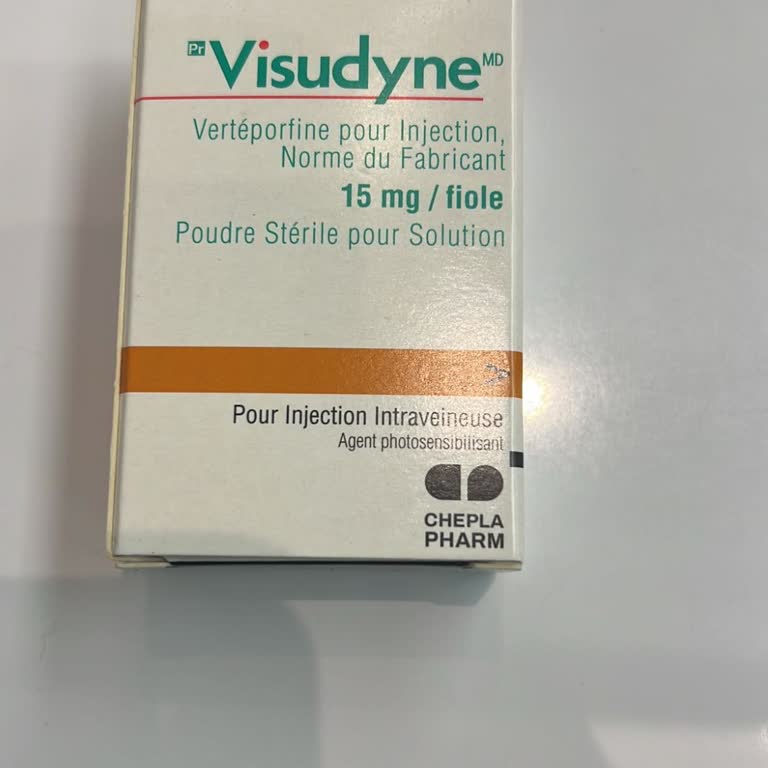 Pr Visudyne MD
Vertéporfine pour Injection,
Norme du Fabricant
15 mg / fiole
Poudre Stérile pour Solution
Pour Injection Intraveineuse
Agent photosensibilisant
CHEPLA
PHARM